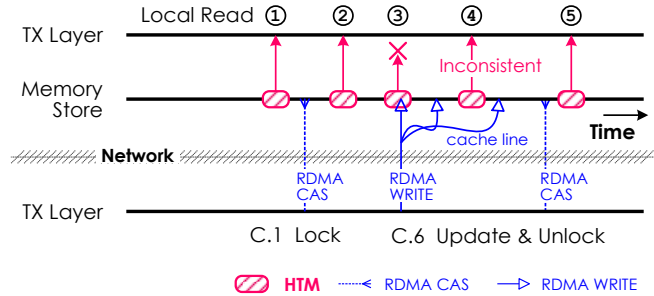 Local Read ① ② ③ ④ ⑤
TX Layer
Inconsistent
Memory
Store
Time
cache line
Network
RDMA
CAS
RDMA
WRITE
RDMA
CAS
TX Layer
C.1 Lock
C.6 Update & Unlock
HTM
RDMA CAS
RDMA WRITE